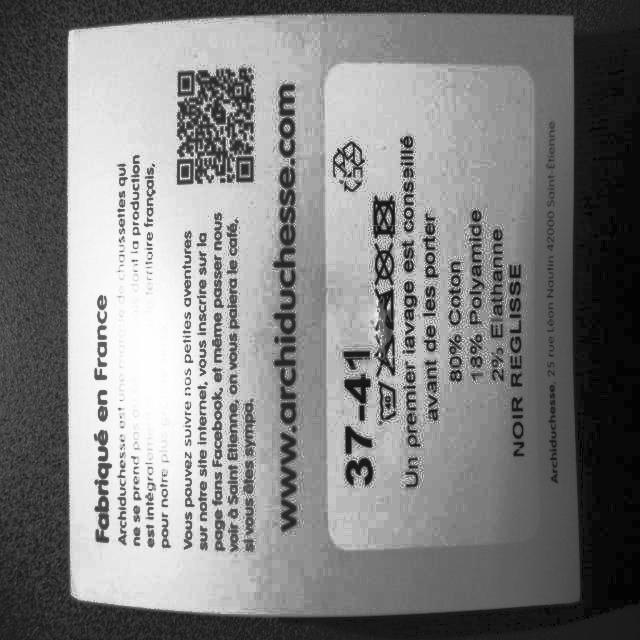 Fabriqué en France
Archiduchesse est une marque de chaussettes qui
ne se prend pas dont la production
est intégralement territoire français,
pour notre plus
Vous pouvez suivre nos petites aventures
sur notre site internet, vous inscrire sur la
page fans Facebook, et même passer nous
voir à Saint Etienne, on vous paiera le café,
si vous êtes sympa.
www.archiduchesse.com
37-41
Un premier lavage est conseillé
avant de les porter
80% Coton
18% Polyamide
2% Elathanne
NOIR REGLISSE
Archiduchesse, 25 rue Léon Nautin 42000 Saint-Etienne